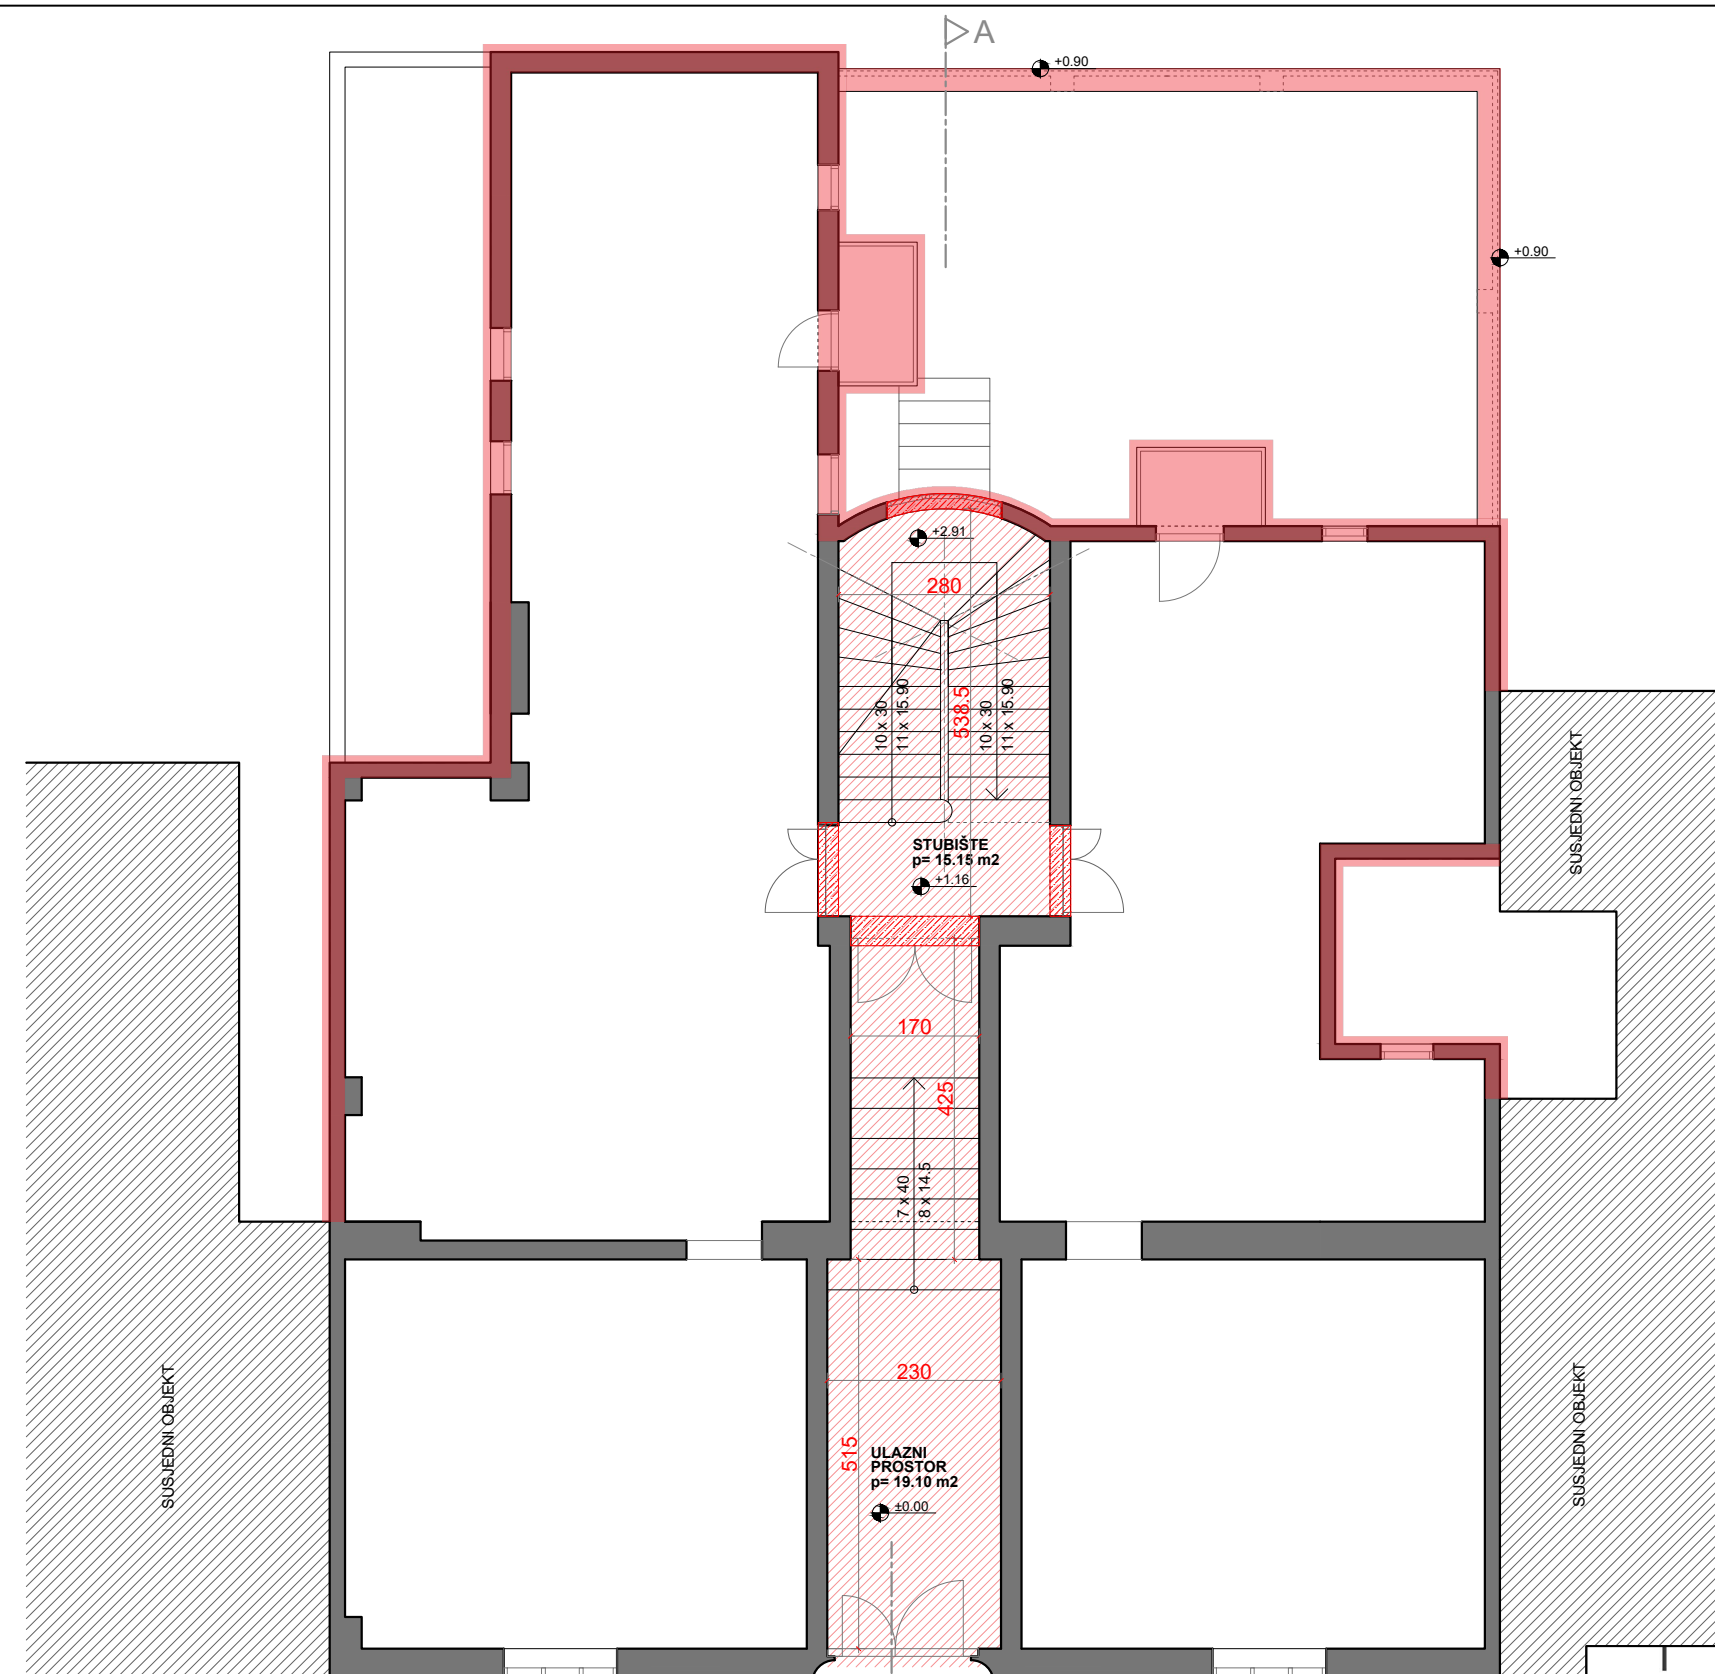 A
+0.90
+0.90
+2.91
280
10 x 30
11 x 15.90
538.5
10 x 30
11 x 15.90
SUSJEDNI OBJEKT
STUBIŠTE
p= 15.15 m2
+1.16
170
425
7 x 40
8 x 14.5
230
SUSJEDNI OBJEKT
515
ULAZNI
PROSTOR
p= 19.10 m2
±0.00
SUSJEDNI OBJEKT